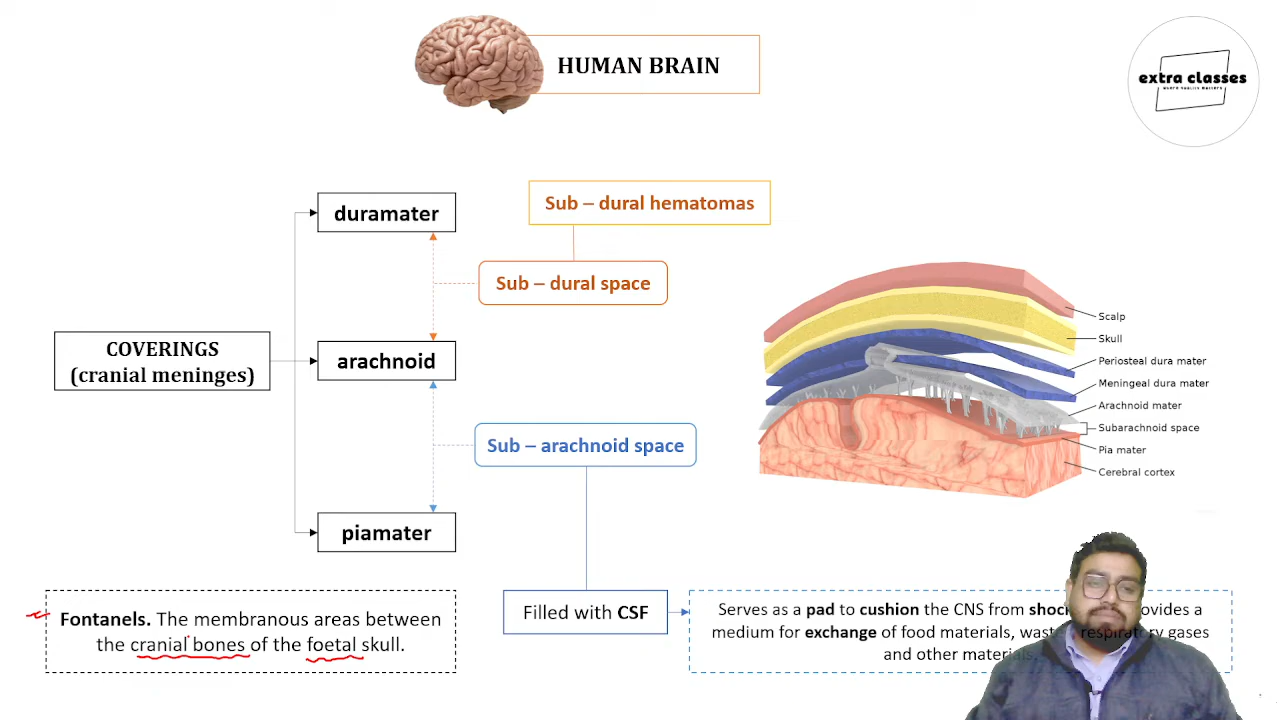 HUMAN BRAIN
extra classes
duramater
Sub – dural hematomas
Sub – dural space
COVERINGS
(cranial meninges)
arachnoid
Sub – arachnoid space
piamater
Scalp
Skull
Periosteal dura mater
Meningeal dura mater
Arachnoid mater
Subarachnoid space
Pia mater
Cerebral cortex
Fontanels. The membranous areas between
the cranial bones of the foetal skull.
Filled with CSF
Serves as a pad to cushion the CNS from
medium for exchange of food materials, respiratory gases
and other materials.